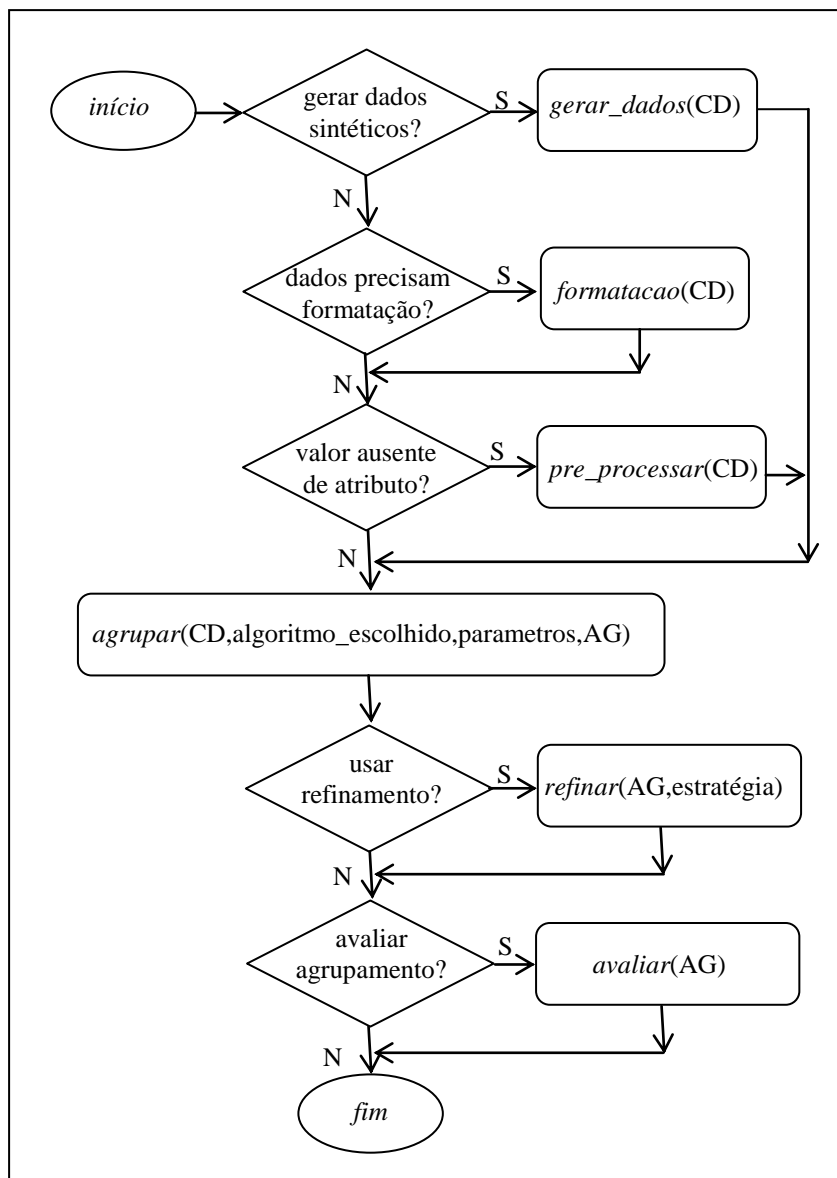 início
gerar dados
sintéticos?
S
gerar_dados(CD)
N
dados precisam
formatação?
S
formatacao(CD)
N
valor ausente
de atributo?
S
pre_processar(CD)
N
agrupar(CD,algoritmo_escolhido,parametros,AG)
usar
refinamento?
S
refinar(AG,estratégia)
N
avaliar
agrupamento?
S
avaliar(AG)
N
fim